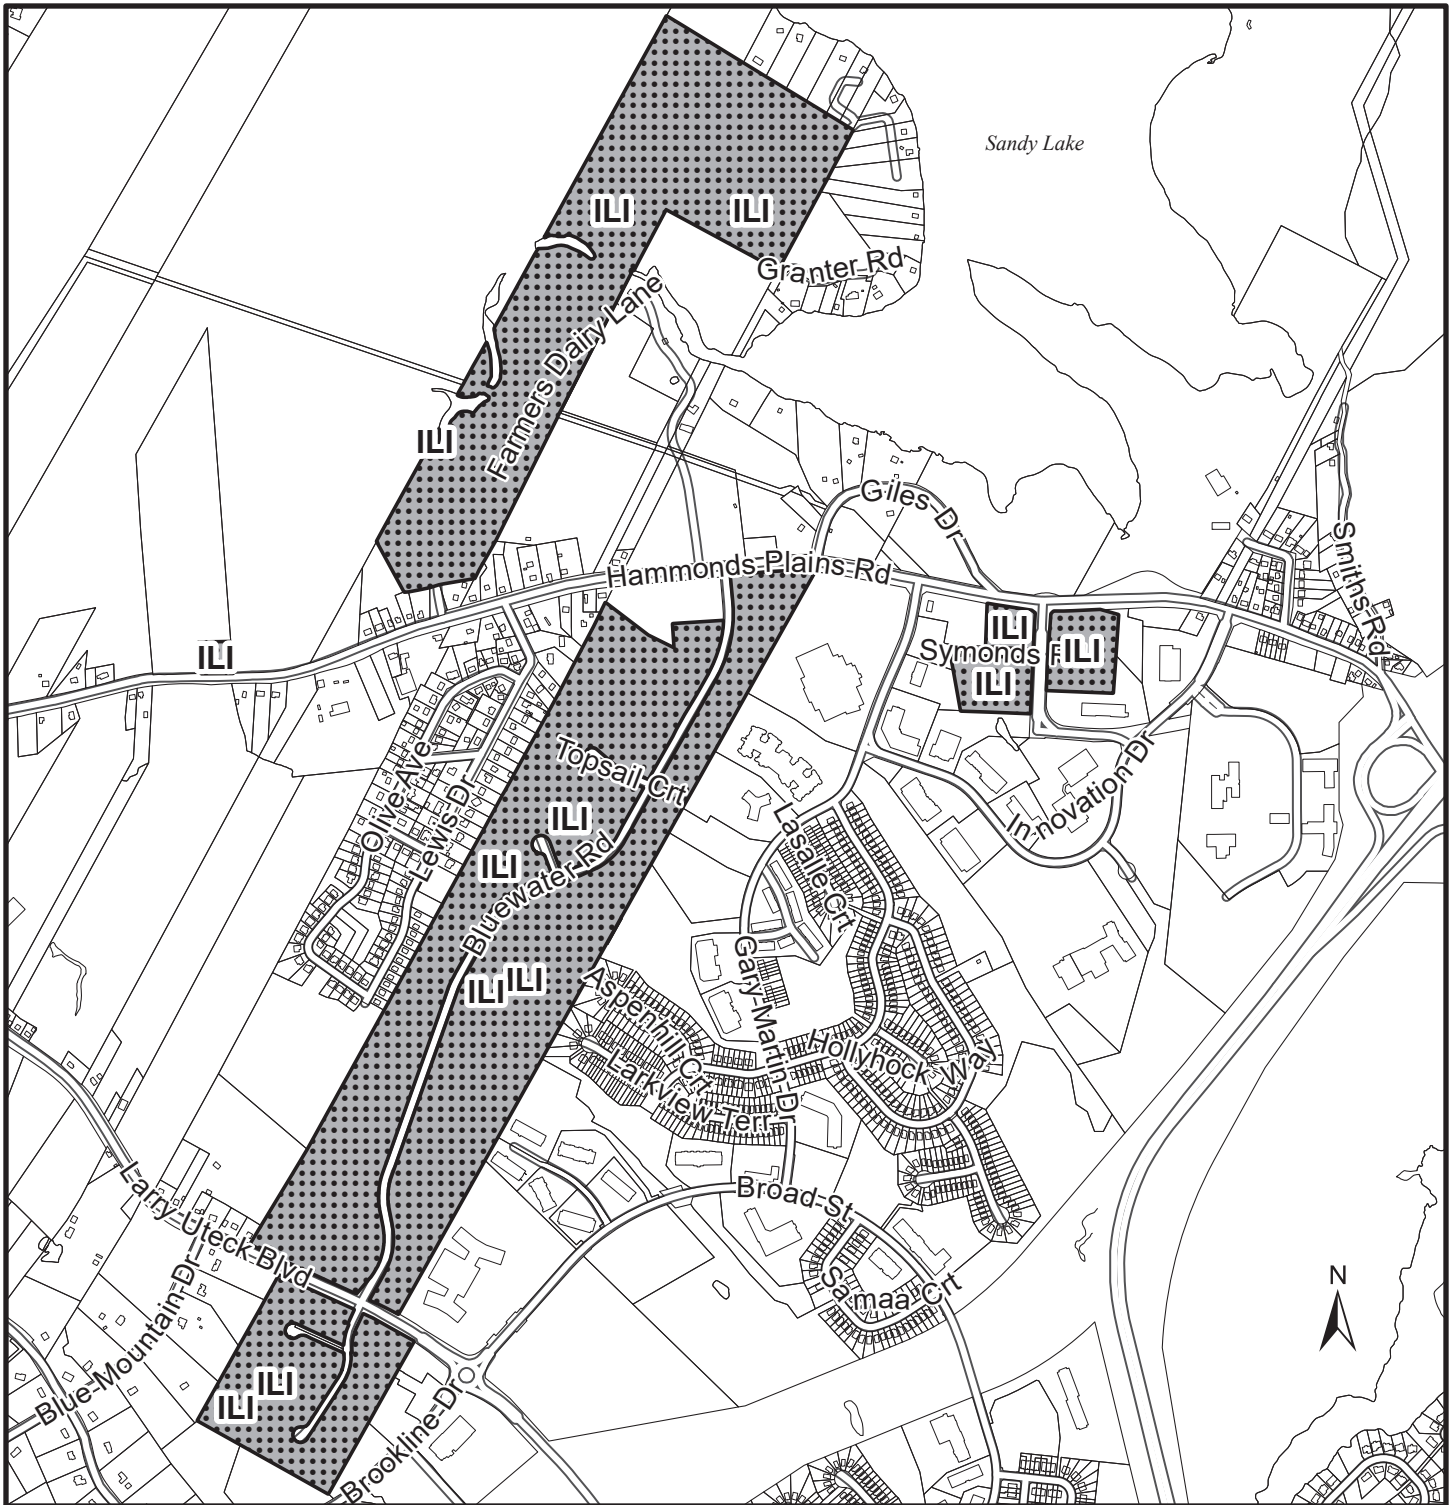 Sandy Lake
ILI
ILI
Granter Rd
Farmers Dairy Lane
ILI
Giles Dr
Hammonds Plains Rd
Smiths Rd
ILI
ILI
Symonds
ILI
ILI
Topsail Crt
Olive Ave
Lewis Dr
ILI
ILI
Bluewater Rd
Innovation Dr
Lasalle Crt
Gary Martin Dr
ILI
ILI
Aspenhill Crt
Hollyhock Way
Larkview Terr
Larry Uteck Blvd
Broad St
Samaa Crt
Blue Mountain Dr
N
ILI
ILI
Brookline Dr